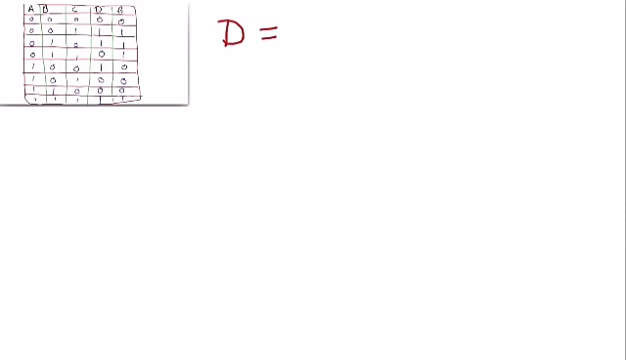 A B C D B
0 0 0 0 0
0 0 1 1 1
0 1 0 1 1
0 1 1 0 1
1 0 0 1 0
1 0 1 0 0
1 1 0 0 0
1 1 1 1 1
D =